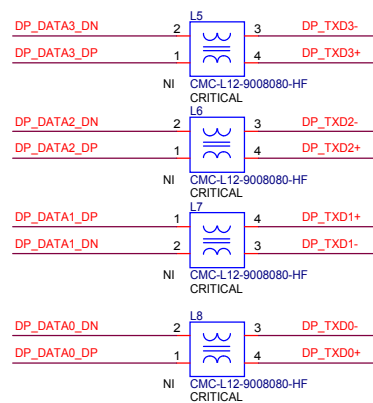 L5
DP_DATA3_DN 2 3 DP_TXD3-
DP_DATA3_DP 1 4 DP_TXD3+
NI CMC-L12-9008080-HF
CRITICAL
L6
DP_DATA2_DN 2 3 DP_TXD2-
DP_DATA2_DP 1 4 DP_TXD2+
NI CMC-L12-9008080-HF
CRITICAL
L7
DP_DATA1_DP 1 4 DP_TXD1+
DP_DATA1_DN 2 3 DP_TXD1-
NI CMC-L12-9008080-HF
CRITICAL
L8
DP_DATA0_DN 2 3 DP_TXD0-
DP_DATA0_DP 1 4 DP_TXD0+
NI CMC-L12-9008080-HF
CRITICAL